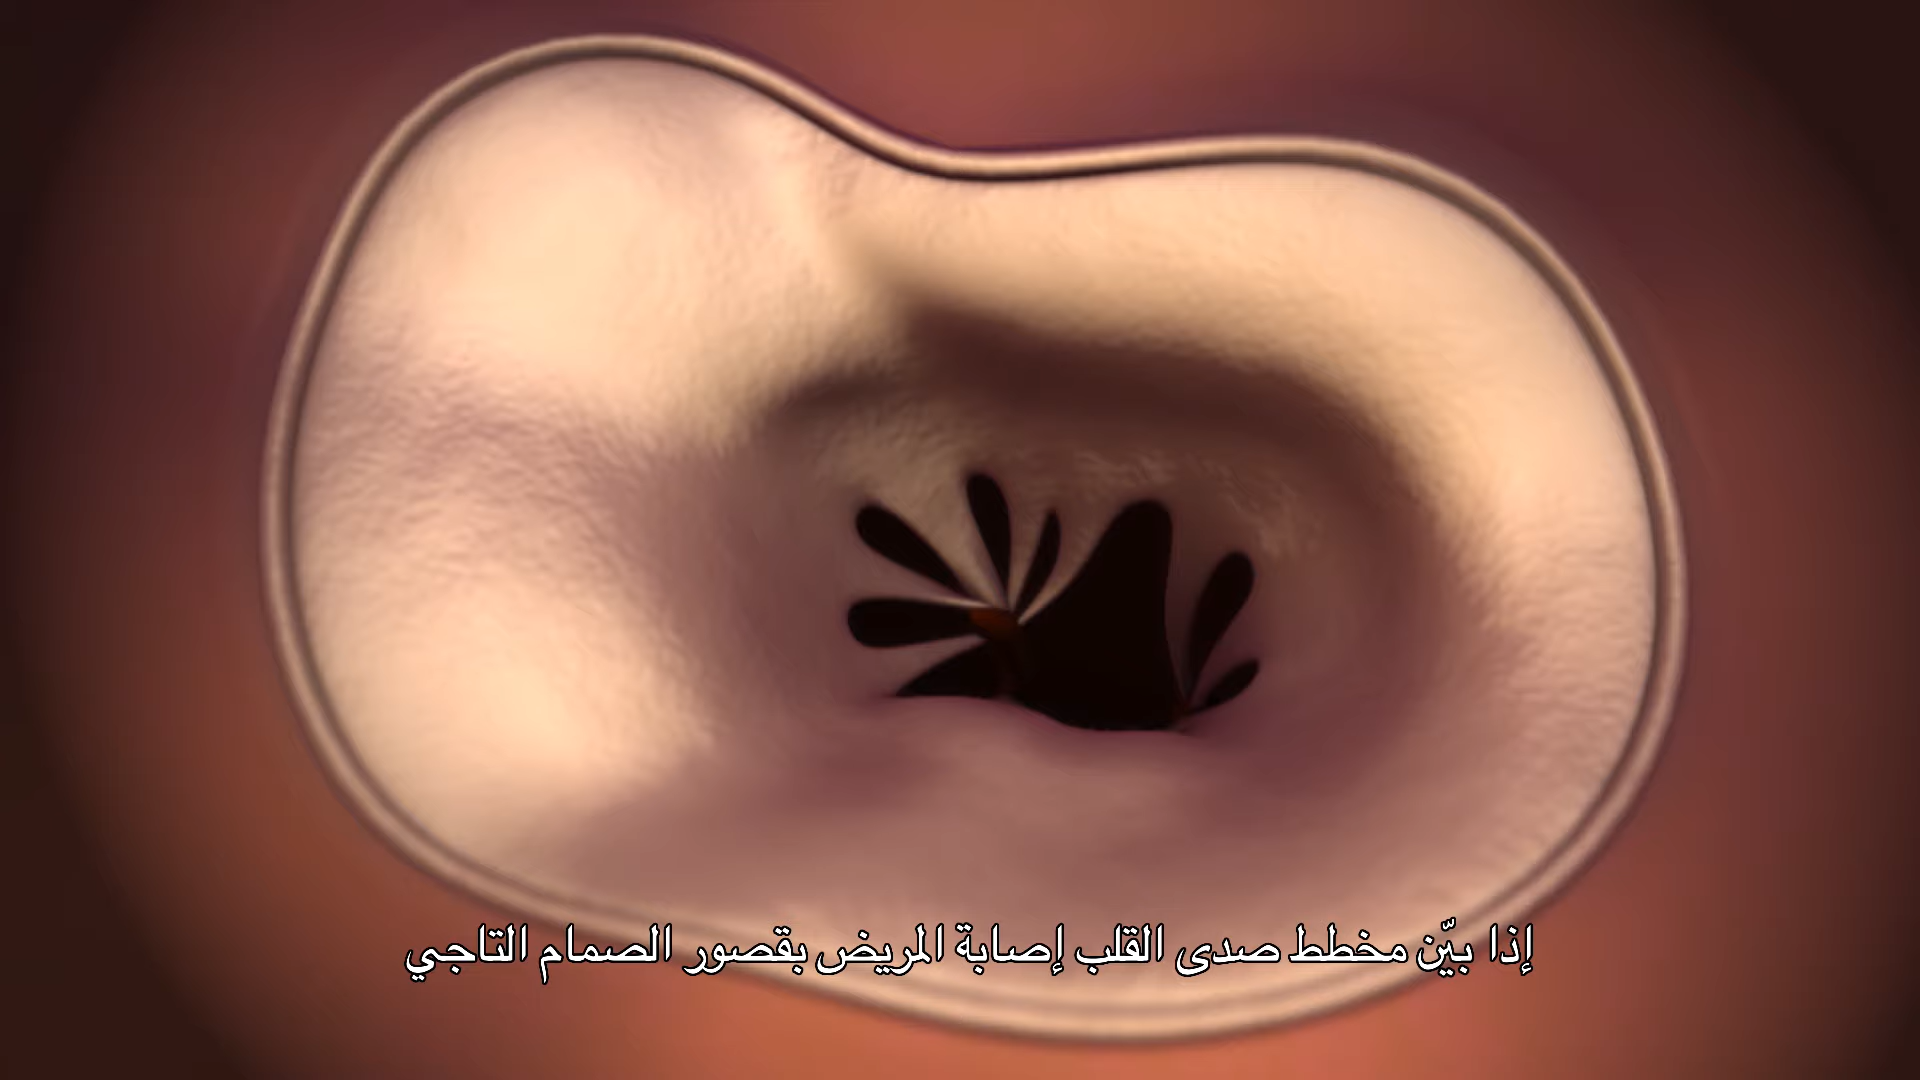 إذا بيّن مخطط صدى القلب إصابة المريض بقصور الصمام التاجي